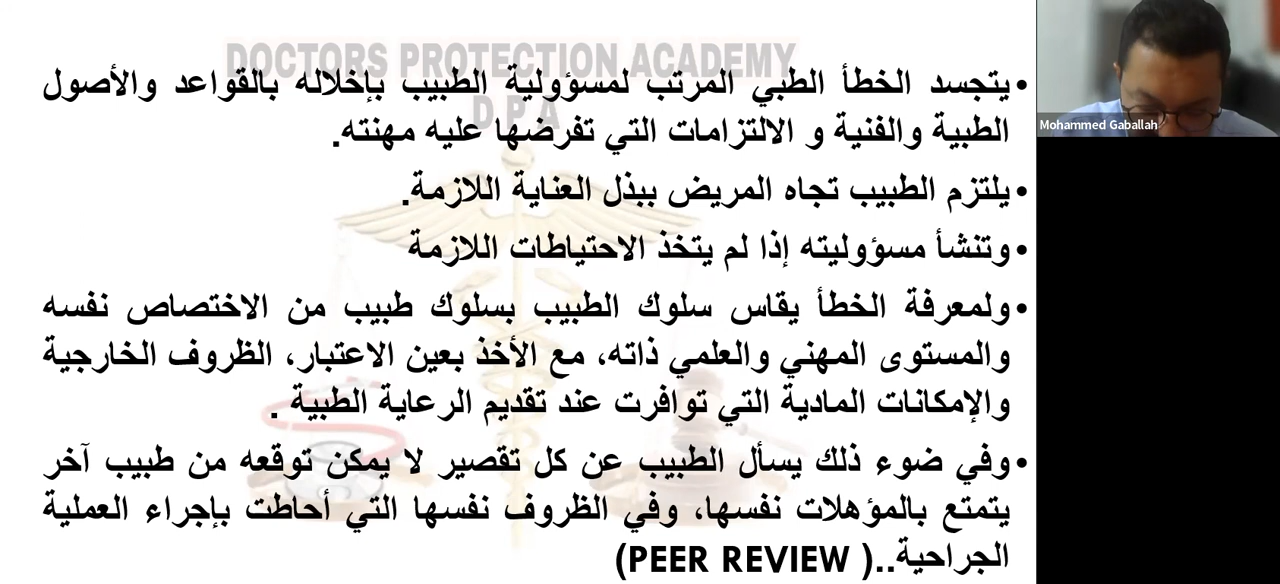 DOCTORS PROTECTION ACADEMY
D P A
•يتجسد الخطأ الطبي المرتب لمسؤولية الطبيب بإخلاله بالقواعد والأصول
الطبية والفنية و الالتزامات التي تفرضها عليه مهنته.
•يلتزم الطبيب تجاه المريض ببذل العناية اللازمة.
•وتنشأ مسؤوليته إذا لم يتخذ الاحتياطات اللازمة
•ولمعرفة الخطأ يقاس سلوك الطبيب بسلوك طبيب من الاختصاص نفسه
والمستوى المهني والعلمي ذاته، مع الأخذ بعين الاعتبار، الظروف الخارجية
والإمكانات المادية التي توافرت عند تقديم الرعاية الطبية .
•وفي ضوء ذلك يسأل الطبيب عن كل تقصير لا يمكن توقعه من طبيب آخر
يتمتع بالمؤهلات نفسها، وفي الظروف نفسها التي أحاطت بإجراء العملية
الجراحية..( PEER REVIEW)
Mohammed Gaballah